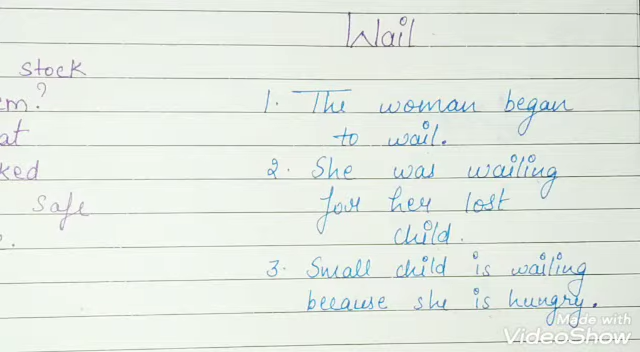 Wail
stock
em?
at
ked
safe
1. The woman began
to wail.
2. She was wailing
for her lost
child.
3. Small child is wailing
because she is hungry.
Made with
VideoShow